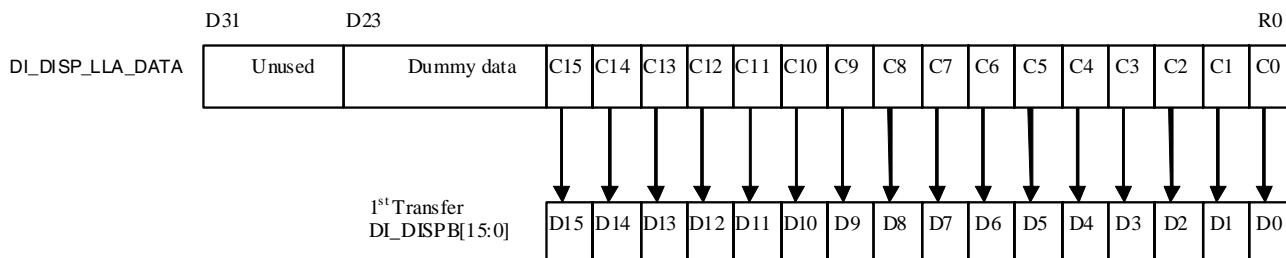 D31 D23 R0
DI_DISP_LLA_DATA Unused Dummy data C15 C14 C13 C12 C11 C10 C9 C8 C7 C6 C5 C4 C3 C2 C1 C0
1st Transfer
DI_DISPB[15:0] D15 D14 D13 D12 D11 D10 D9 D8 D7 D6 D5 D4 D3 D2 D1 D0